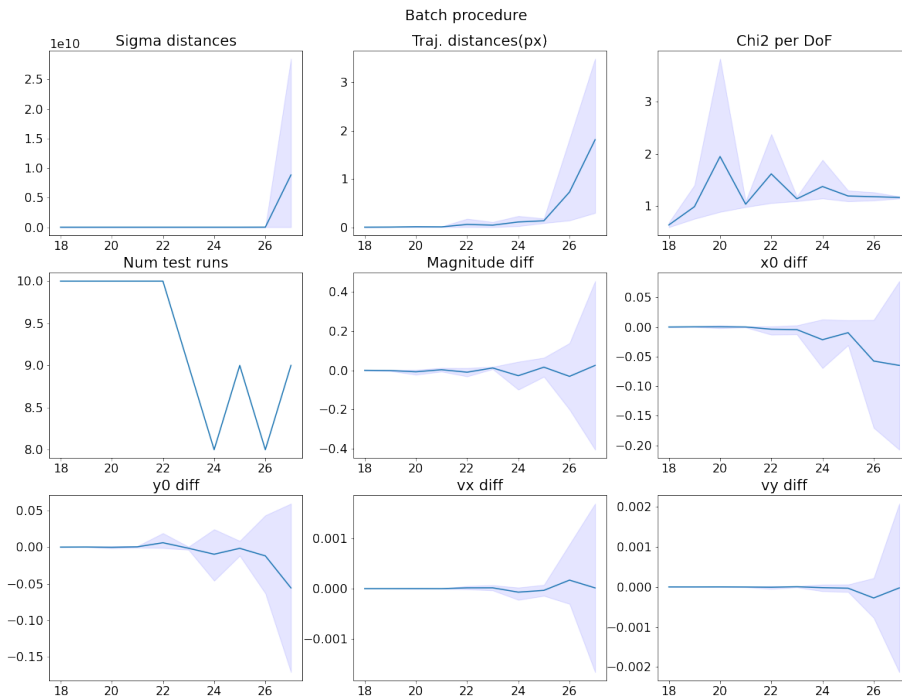 Batch procedure
Sigma distances
Traj. distances(px)
Chi2 per DoF
1e10
2.5
2.0
1.5
1.0
0.5
0.0
18 20 22 24 26
3
2
1
0
18 20 22 24 26
3
2
1
18 20 22 24 26
Num test runs
Magnitude diff
x0 diff
10.0
9.5
9.0
8.5
8.0
18 20 22 24 26
0.4
0.2
0.0
−0.2
−0.4
18 20 22 24 26
0.05
0.00
−0.05
−0.10
−0.15
−0.20
18 20 22 24 26
y0 diff
vx diff
vy diff
0.05
0.00
−0.05
−0.10
−0.15
18 20 22 24 26
0.001
0.000
−0.001
18 20 22 24 26
0.002
0.001
0.000
−0.001
−0.002
18 20 22 24 26